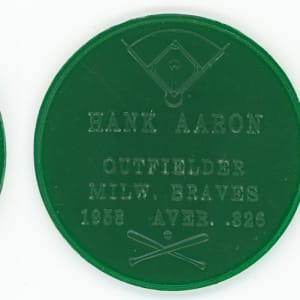 HANK AARON
OUTFIELDER
MILW. BRAVES
1958 AVER. .326